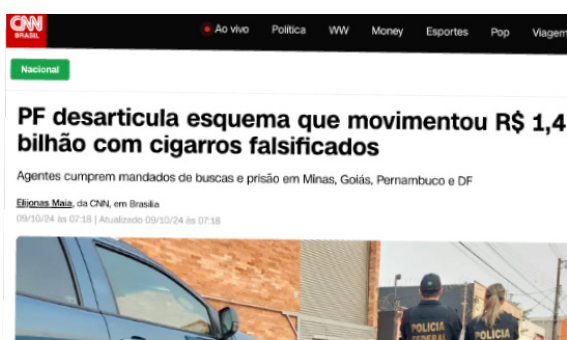 CNN
BRASIL
Ao vivo Política WW Money Esportes Pop Viagem
Nacional
PF desarticula esquema que movimentou R$ 1,4
bilhão com cigarros falsificados
Agentes cumprem mandados de buscas e prisão em Minas, Goiás, Pernambuco e DF
Elijonas Maia, da CNN, em Brasília
09/10/24 às 07:18 | Atualizado 09/10/24 às 07:18
POLÍCIA
FEDERAL
POLÍCIA